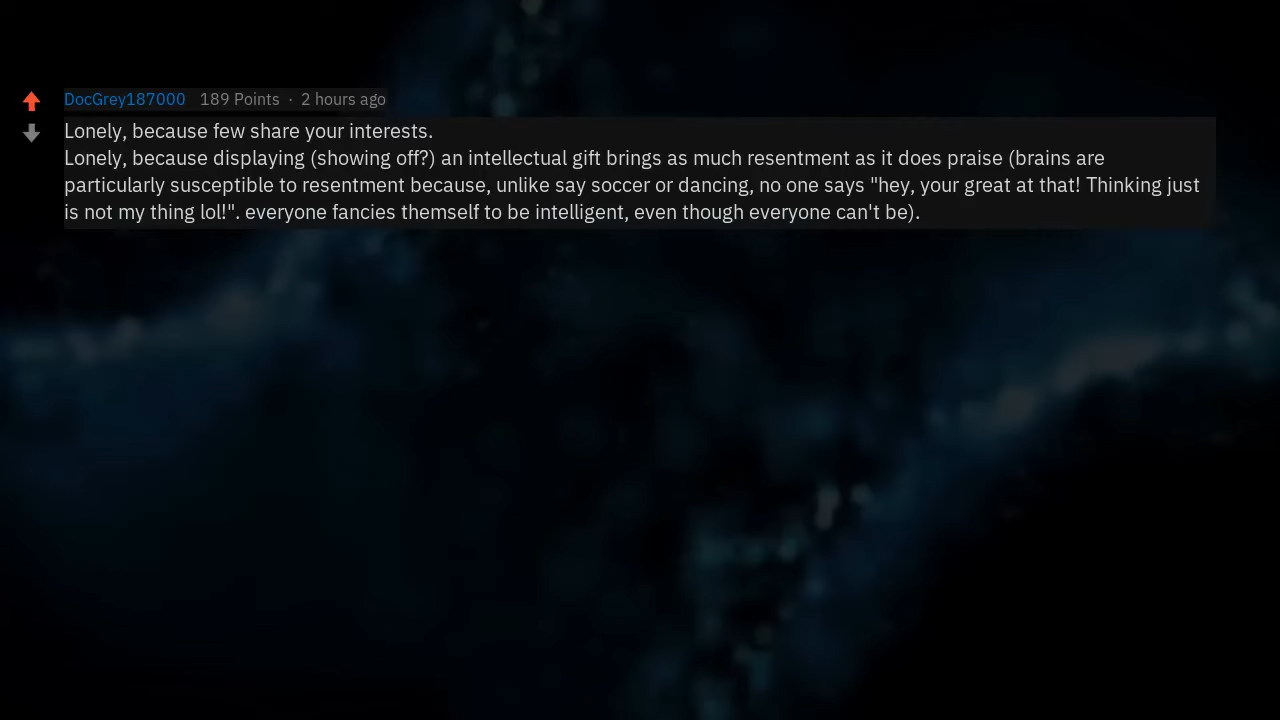 DocGrey187000 189 Points · 2 hours ago
Lonely, because few share your interests.
Lonely, because displaying (showing off?) an intellectual gift brings as much resentment as it does praise (brains are
particularly susceptible to resentment because, unlike say soccer or dancing, no one says "hey, your great at that! Thinking just
is not my thing lol!". everyone fancies themself to be intelligent, even though everyone can't be).